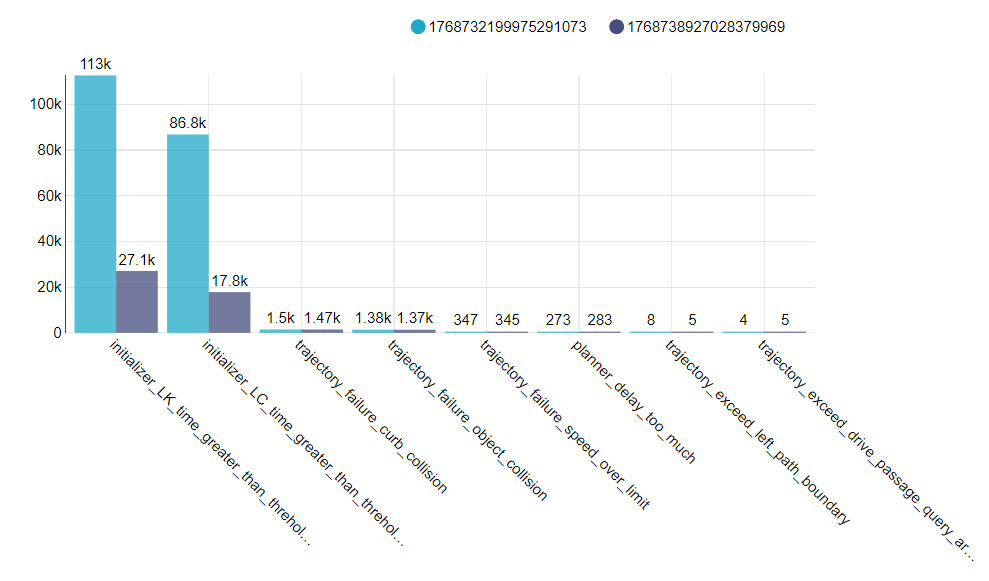 1768732199975291073 1768738927028379969
113k
86.8k
27.1k
17.8k
1.5k 1.47k 1.38k 1.37k 347 345 273 283 8 5 4 5
100k
80k
60k
40k
20k
0
initializer_LK_time_greater_than_threhol...
initializer_LC_time_greater_than_threhol...
trajectory_failure_curb_collision
trajectory_failure_object_collision
trajectory_failure_speed_over_limit
planner_delay_too_much
trajectory_exceed_left_path_boundary
trajectory_exceed_drive_passage_query_ar...